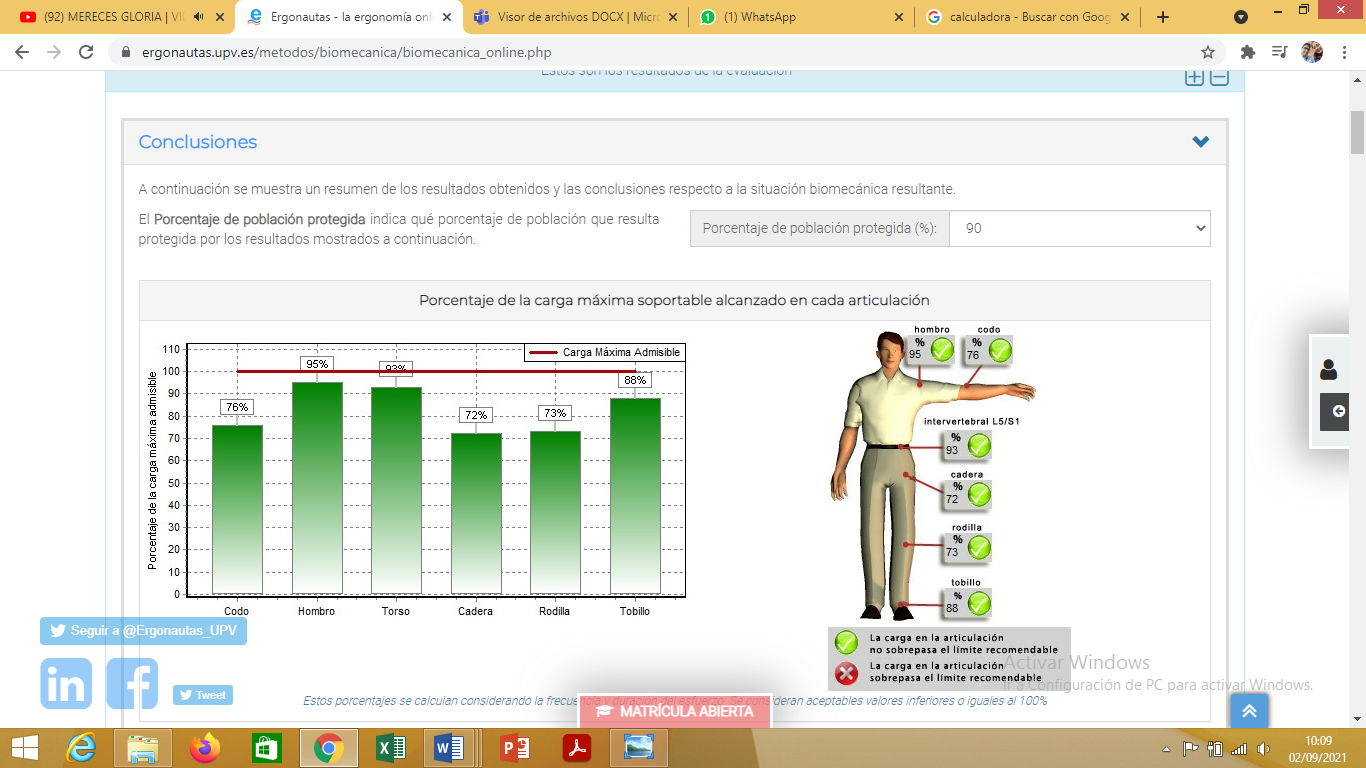 (92) MERECES GLORIA | VI
Ergonautas - la ergonomía onl
Visor de archivos DOCX | Micro
(1) WhatsApp
calculadora - Buscar con Goog
ergonautas.upv.es/metodos/biomecanica/biomecanica_online.php
Estos son los resultados de la evaluación
Conclusiones
A continuación se muestra un resumen de los resultados obtenidos y las conclusiones respecto a la situación biomecánica resultante.
El Porcentaje de población protegida indica qué porcentaje de población que resulta
protegida por los resultados mostrados a continuación.
Porcentaje de población protegida (%): 90
Porcentaje de la carga máxima soportable alcanzado en cada articulación
Porcentaje de la carga máxima admisible
110
100
90
80
70
60
50
40
30
20
10
0
Carga Máxima Admisible
76%
95%
93%
72%
73%
88%
Codo Hombro Torso Cadera Rodilla Tobillo
hombro
% 95
codo
% 76
intervertebral L5/S1
% 93
cadera
% 72
rodilla
% 73
tobillo
% 88
La carga en la articulación
no sobrepasa el límite recomendable
La carga en la articulación
sobrepasa el límite recomendable
Seguir a @Ergonautas_UPV
Tweet
Estos porcentajes se calculan considerando la frecuencia y duración del esfuerzo. Se consideran aceptables valores inferiores o iguales al 100%
MATRÍCULA ABIERTA
Activar Windows
Ir a Configuración de PC para activar Windows.
10:09
02/09/2021